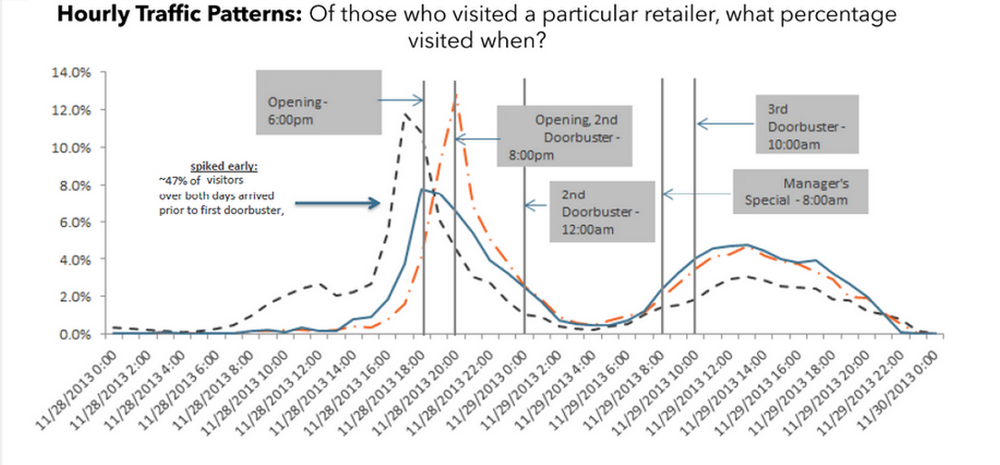 Hourly Traffic Patterns: Of those who visited a particular retailer, what percentage
visited when?
14.0%
12.0%
10.0%
8.0%
6.0%
4.0%
2.0%
0.0%
Opening-
6:00pm
spiked early:
~47% of visitors
over both days arrived
prior to first doorbuster,
Opening, 2nd
Doorbuster -
8:00pm
2nd
Doorbuster -
12:00am
3rd
Doorbuster -
10:00am
Manager's
Special - 8:00am
11/28/2013 0:00
11/28/2013 2:00
11/28/2013 4:00
11/28/2013 6:00
11/28/2013 8:00
11/28/2013 10:00
11/28/2013 12:00
11/28/2013 14:00
11/28/2013 16:00
11/28/2013 18:00
11/28/2013 20:00
11/28/2013 22:00
11/29/2013 0:00
11/29/2013 2:00
11/29/2013 4:00
11/29/2013 6:00
11/29/2013 8:00
11/29/2013 10:00
11/29/2013 12:00
11/29/2013 14:00
11/29/2013 16:00
11/29/2013 18:00
11/29/2013 20:00
11/29/2013 22:00
11/30/2013 0:00